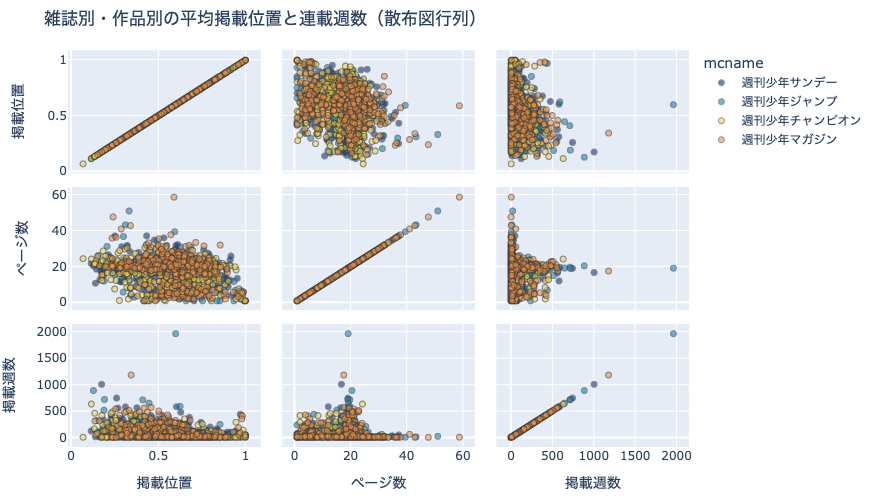 雑誌別・作品別の平均掲載位置と連載週数（散布図行列）
mcname
週刊少年サンデー
週刊少年ジャンプ
週刊少年チャンピオン
週刊少年マガジン
掲載位置
1
0.5
0
ページ数
60
40
20
0
掲載週数
2000
1500
1000
500
0
0 0.5 1
0 20 40 60
0 500 1000 1500 2000
掲載位置
ページ数
掲載週数